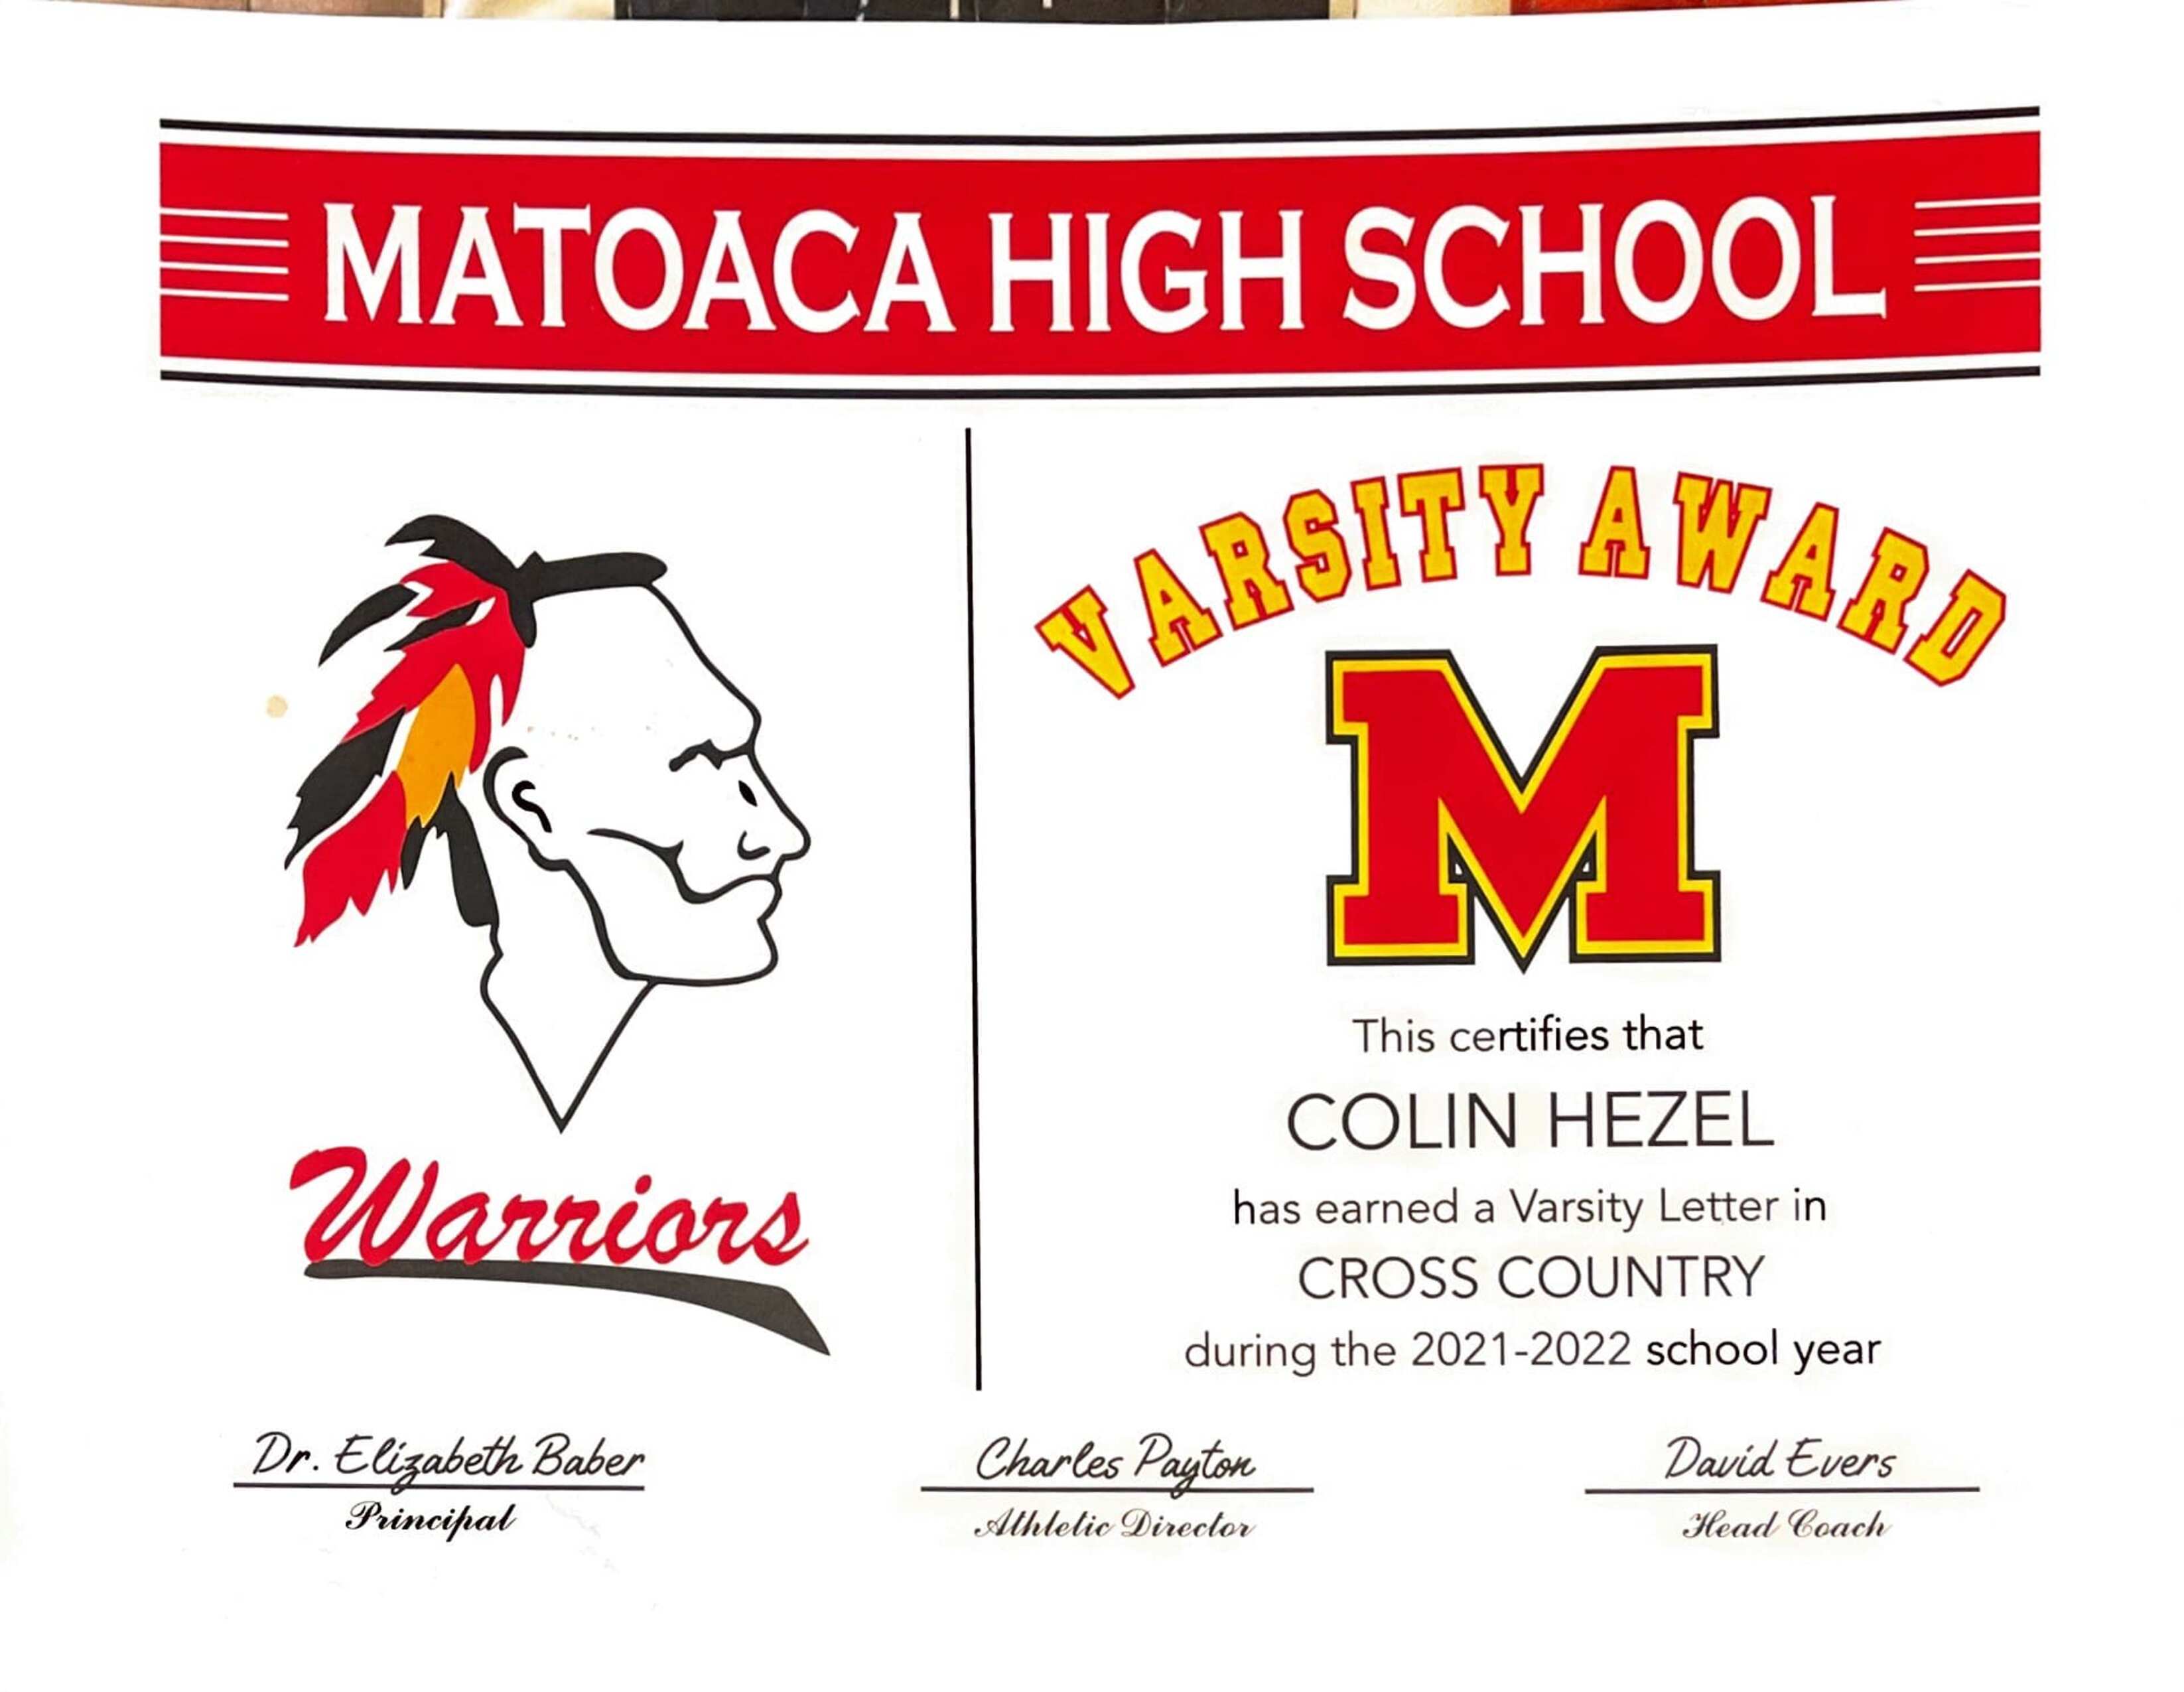 MATOACA HIGH SCHOOL
VARSITY AWARD
M
This certifies that
COLIN HEZEL
has earned a Varsity Letter in
CROSS COUNTRY
during the 2021-2022 school year
Warriors
Dr. Elizabeth Baber
Principal
Charles Payton
Athletic Director
David Evers
Head Coach